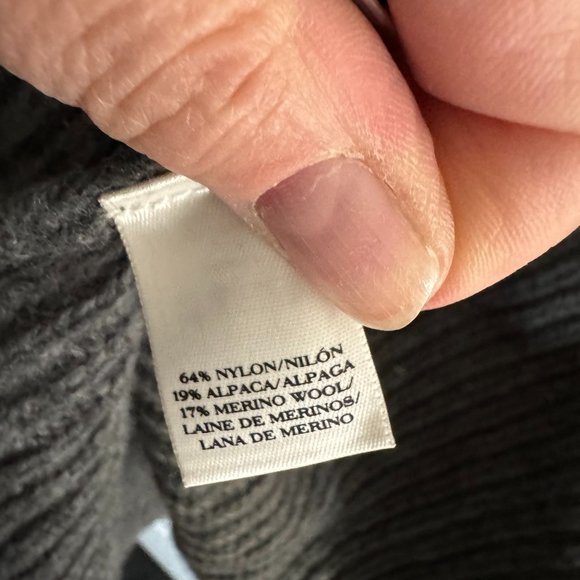 64% NYLON/NILÓN
19% ALPACA/ALPAGA
17% MERINO WOOL/
LAINE DE MERINOS/
LANA DE MERINO